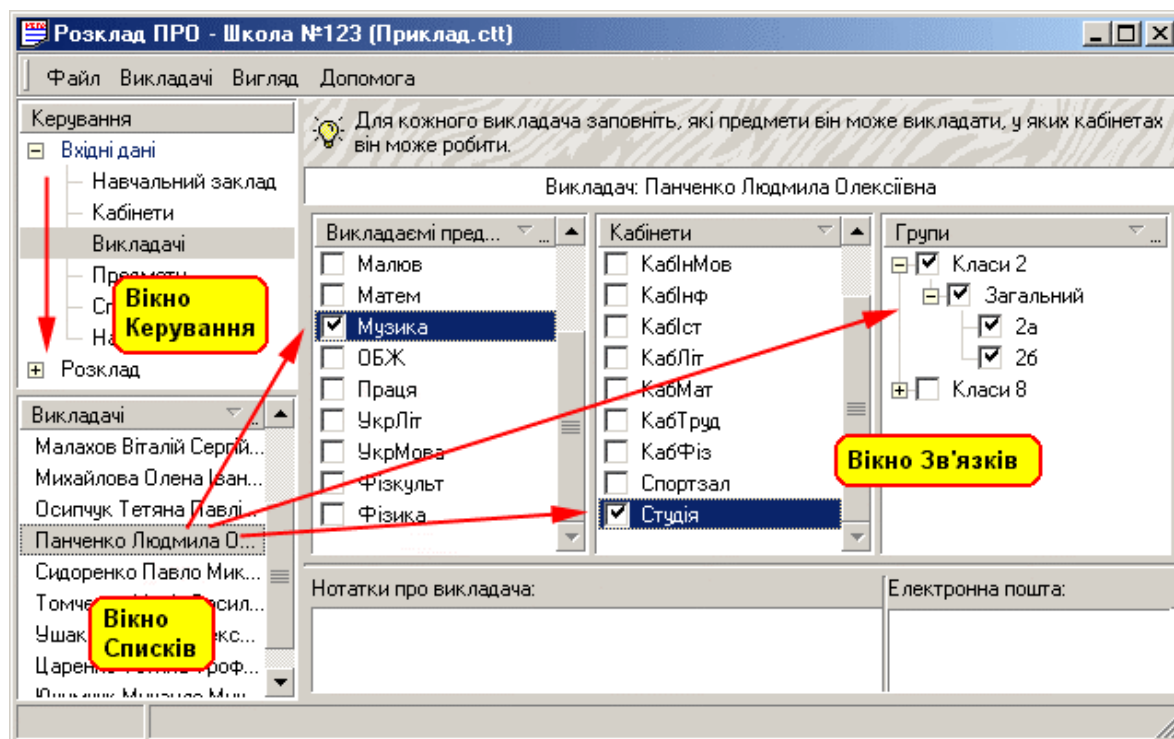 Розклад ПРО - Школа №123 (Приклад.ctt)
Файл Викладачі Вигляд Допомога
Керування
Вхідні дані
Навчальний заклад
Кабінети
Викладачі
Предмети
Розклад
Вікно
Керування
Викладачі
Малахов Віталій Сергій...
Михайлова Олена Іван...
Осипчук Тетяна Павлі...
Панченко Людмила О...
Сидоренко Павло Мик...
Вікно
Списків
Для кожного викладача заповніть, які предмети він може викладати, у яких кабінетах
він може робити.
Викладач: Панченко Людмила Олексіївна
Викладаємі пред... ...
Малюв
Матем
Музика
ОБЖ
Праця
УкрЛіт
УкрМова
Фізкульт
Фізика
Кабінети
КабІнМов
КабІнф
КабІст
КабЛіт
КабМат
КабТруд
КабФіз
Спортзал
Студія
Групи ...
Класи 2
Загальний
2а
2б
Класи 8
Вікно Зв'язків
Нотатки про викладача:
Електронна пошта: